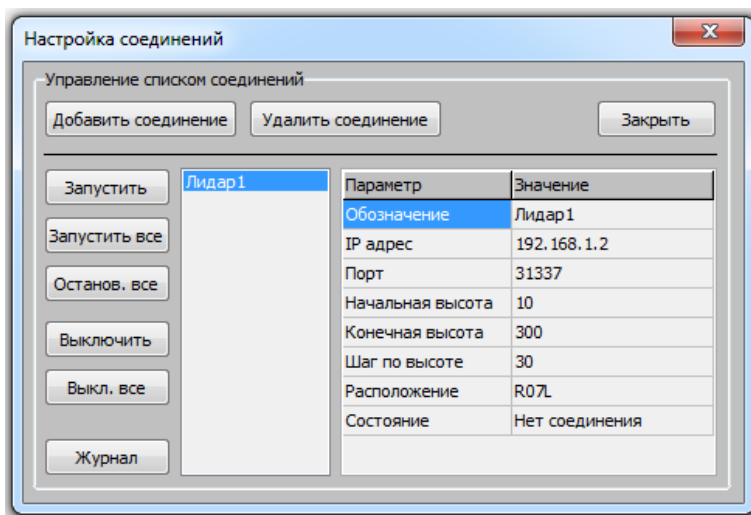 Настройка соединений
Управление списком соединений
Добавить соединение Удалить соединение Закрыть
Запустить
Запустить все
Останов. все
Выключить
Выкл. все
Журнал
Лидар1
Параметр Значение
Обозначение Лидар1
IP адрес 192.168.1.2
Порт 31337
Начальная высота 10
Конечная высота 300
Шаг по высоте 30
Расположение R07L
Состояние Нет соединения